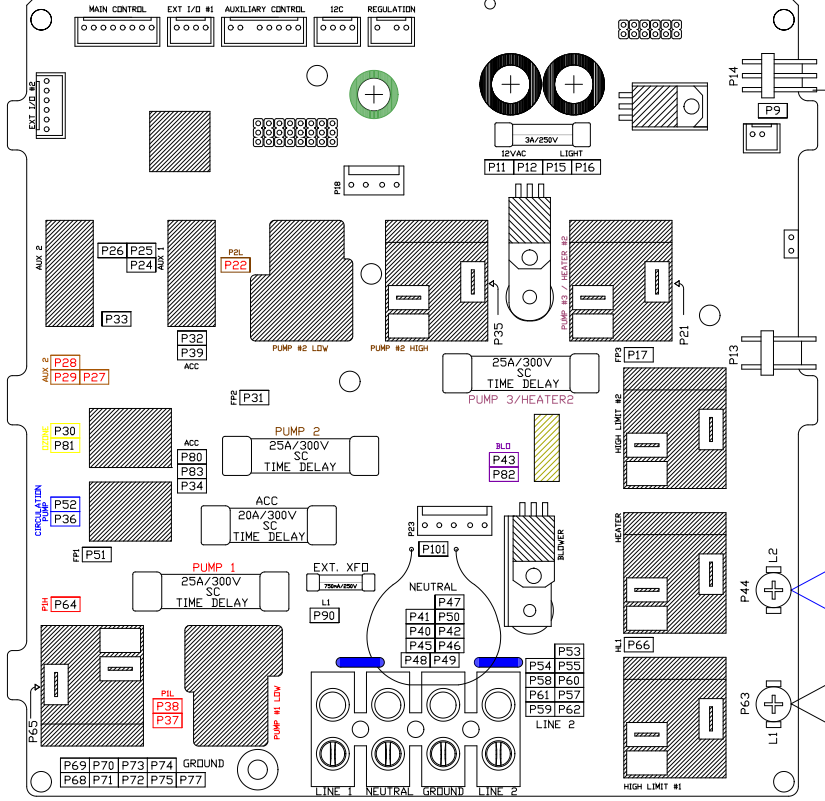 MAIN CONTROL EXT I/O #1 AUXILIARY CONTROL I2C REGULATION
EXT I/O #2
P14
P9
3A/250V
12VAC LIGHT
P11 P12 P15 P16
P18
AUX 2
P26 P25
P24
AUX 1
P2L
P22
P33
P32
P39
ACC
PUMP #2 LOW
PUMP #2 HIGH
P35
PUMP #3 / HEATER #2
P21
P13
FP3 P17
AUX 2
P28
P29 P27
25A/300V
SC
TIME DELAY
PUMP 3/HEATER2
FP2 P31
HIGH LIMIT #2
OZONE
P30
P81
ACC
P80
P83
P34
PUMP 2
25A/300V
SC
TIME DELAY
BLO
P43
P82
CIRCULATION
PUMP
P52
P36
ACC
20A/300V
SC
TIME DELAY
P23
P101
BLOWER
HEATER
FP1 P51
PUMP 1
25A/300V
SC
TIME DELAY
EXT. XFO
750mA/250V
L1
P90
NEUTRAL
P47
P41 P50
P40 P42
P45 P46
P48 P49
P44
L2
P1H P64
HL1 P66
P53
P54 P55
P58 P60
P61 P57
P59 P62
LINE 2
P65
P1L
P38
P37
PUMP #1 LOW
P63
L1
P69 P70 P73 P74 GROUND
P68 P71 P72 P75 P77
LINE 1 NEUTRAL GROUND LINE 2
HIGH LIMIT #1